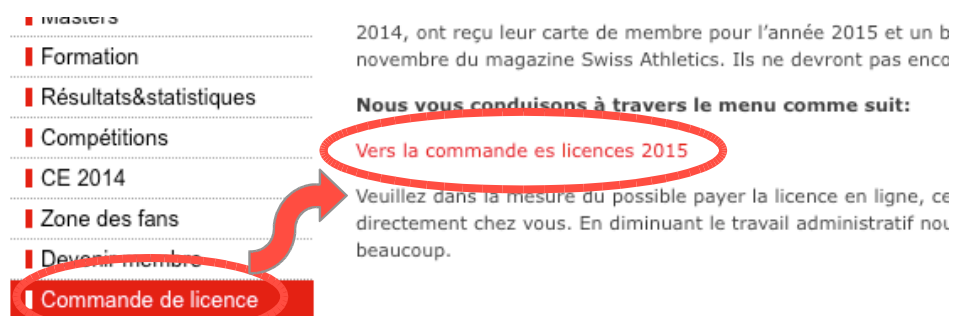 Masters
Formation
Résultats&statistiques
Compétitions
CE 2014
Zone des fans
Devenir membre
Commande de licence
2014, ont reçu leur carte de membre pour l'année 2015 et un b
novembre du magazine Swiss Athletics. Ils ne devront pas enco
Nous vous conduisons à travers le menu comme suit:
Vers la commande es licences 2015
Veuillez dans la mesure du possible payer la licence en ligne, ce
directement chez vous. En diminuant le travail administratif nou
beaucoup.